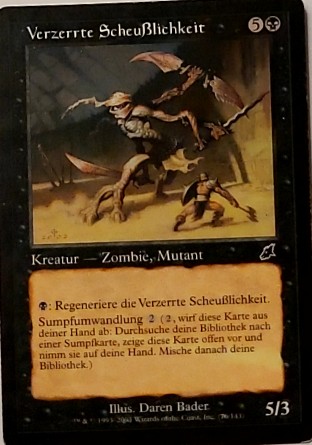 Verzerrte Scheußlichkeit 5
Kreatur — Zombie, Mutant
: Regeneriere die Verzerrte Scheußlichkeit.
Sumpfumwandlung 2 (2, wirf diese Karte aus
deiner Hand ab: Durchsuche deine Bibliothek nach
einer Sumpfkarte, zeige diese Karte offen vor und
nimm sie auf deine Hand. Mische danach deine
Bibliothek.)
Illus. Daren Bader
5/3